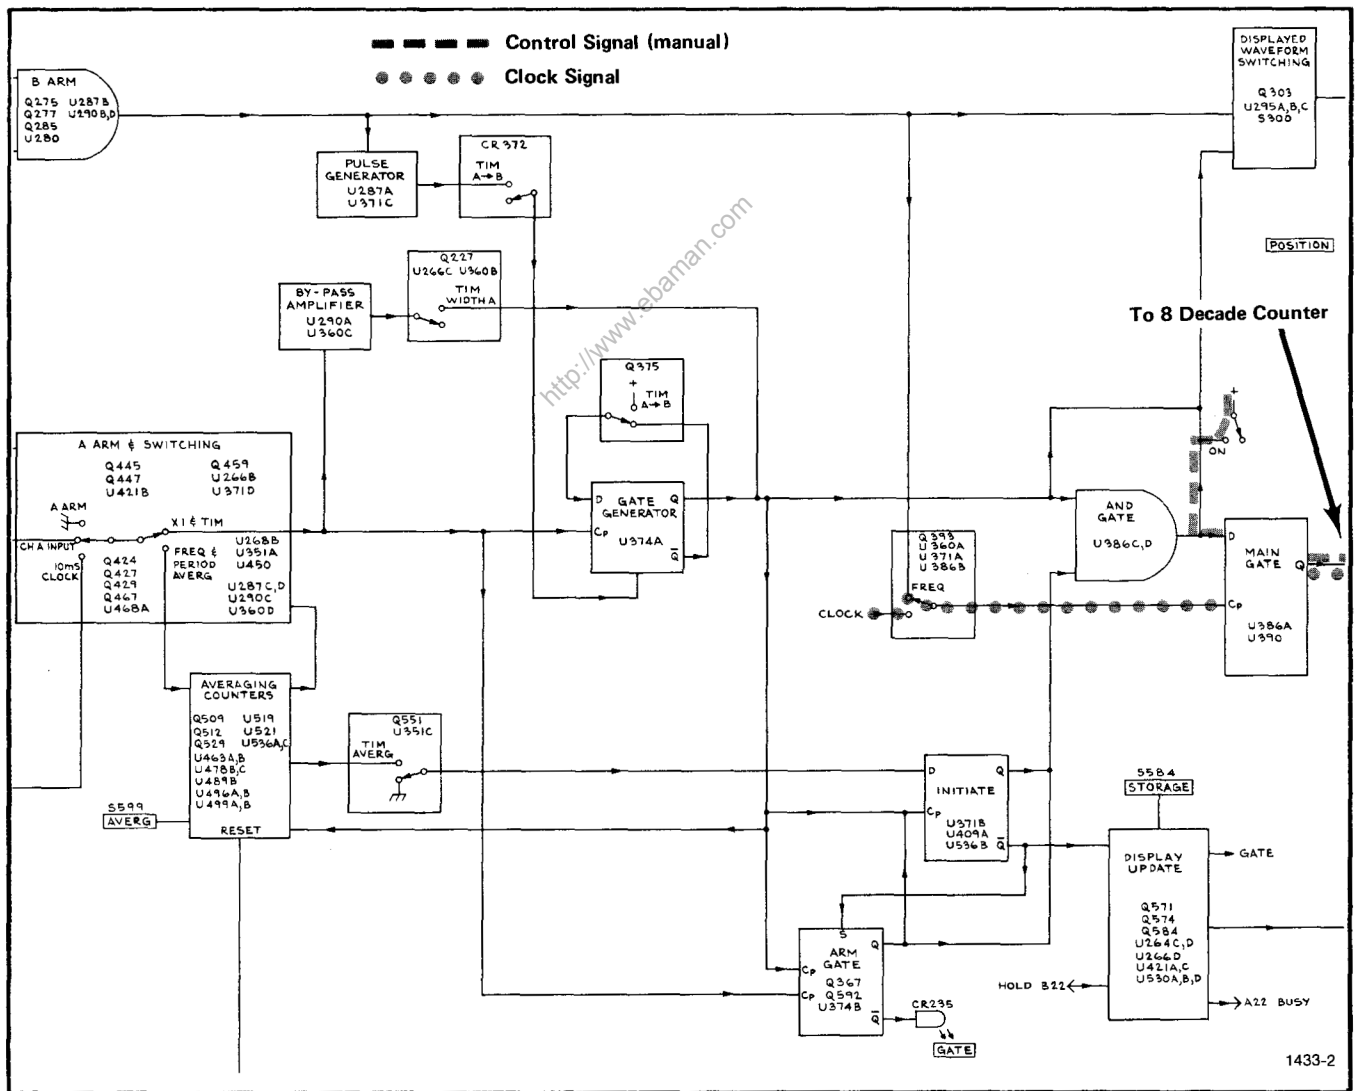 Control Signal (manual)
Clock Signal
B ARM
Q275 U287B
Q277 U290B,D
Q285
U280
DISPLAYED
WAVEFORM
SWITCHING
Q303
U295A,B,C
S300
PULSE
GENERATOR
U287A
U371C
CR372
TIM
A→B
POSITION
BY-PASS
AMPLIFIER
U290A
U360C
Q227
U266C U360B
TIM
WIDTH A
http://www.ebaman.com
To 8 Decade Counter
Q375
+
TIM
A→B
+
ON
A ARM & SWITCHING
Q445
Q447
U421B
Q459
U266B
U371D
A ARM
X1 & TIM
CH A INPUT
10mS
CLOCK
FREQ &
PERIOD
AVERG
Q424
Q427
Q429
Q467
U468A
U268B
U351A
U450
U287C,D
U290C
U360D
D GATE Q
GENERATOR
Cp
U374A
Q̅
AND
GATE
U386C,D
Q393
U360A
U371A
U386B
FREQ
CLOCK
D
MAIN
GATE
Q
Cp
U386A
U390
AVERAGING
COUNTERS
Q509 U519
Q512 U521
Q529 U536A,C
U463A,B
U478B,C
U489B
U496A,B
U499A,B
RESET
S599
AVERG
Q551
U351C
TIM
AVERG
D Q
INITIATE
Cp
U371B
U409A
U536B
Q̅
S584
STORAGE
DISPLAY
UPDATE
Q571
Q574
Q584
U264C,D
U266D
U421A,C
U530A,B,D
GATE
HOLD B22
A22 BUSY
S
ARM
GATE
Q
Cp
Cp
Q367
Q592
U374B
Q̅
CR235
GATE
1433-2